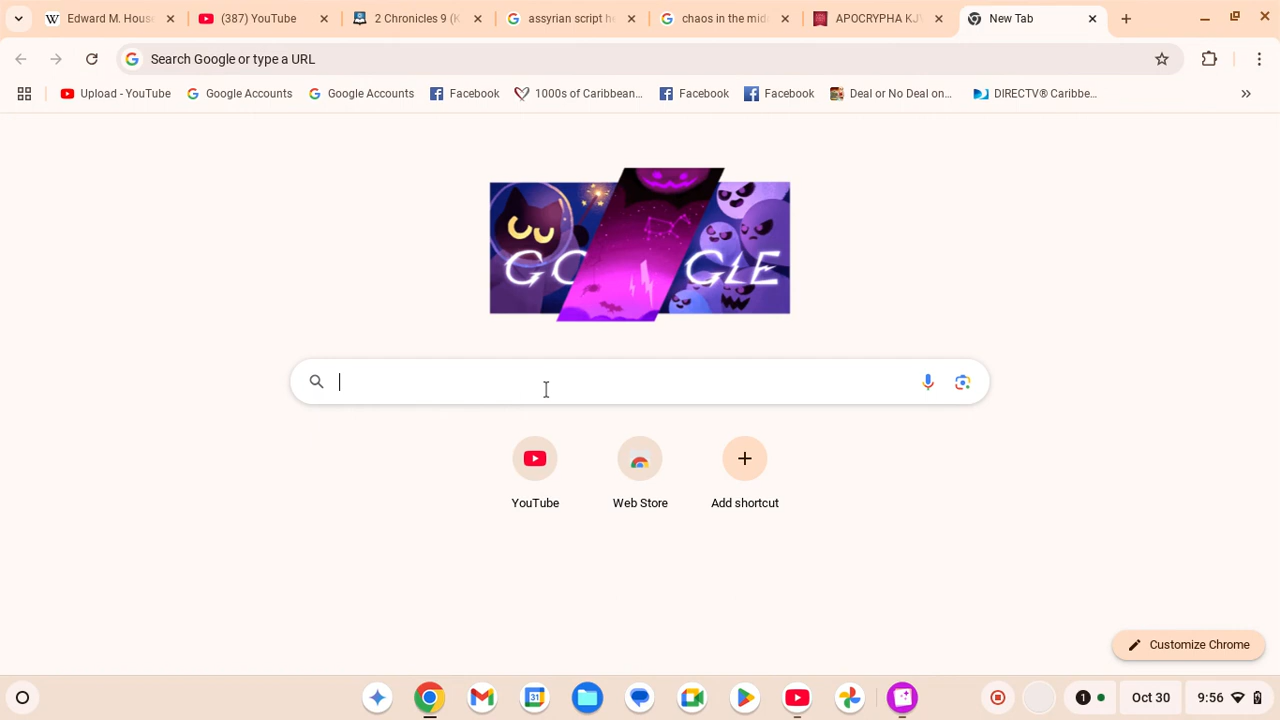 Edward M. Hous
(387) YouTube
2 Chronicles 9 (K
assyrian script he
chaos in the mid
APOCRYPHA KJ
New Tab
Search Google or type a URL
Upload - YouTube
Google Accounts
Google Accounts
Facebook
1000s of Caribbean...
Facebook
Facebook
Deal or No Deal on...
DIRECTV® Caribbe...
GO GLE
YouTube
Web Store
Add shortcut
Customize Chrome
31
1
Oct 30
9:56